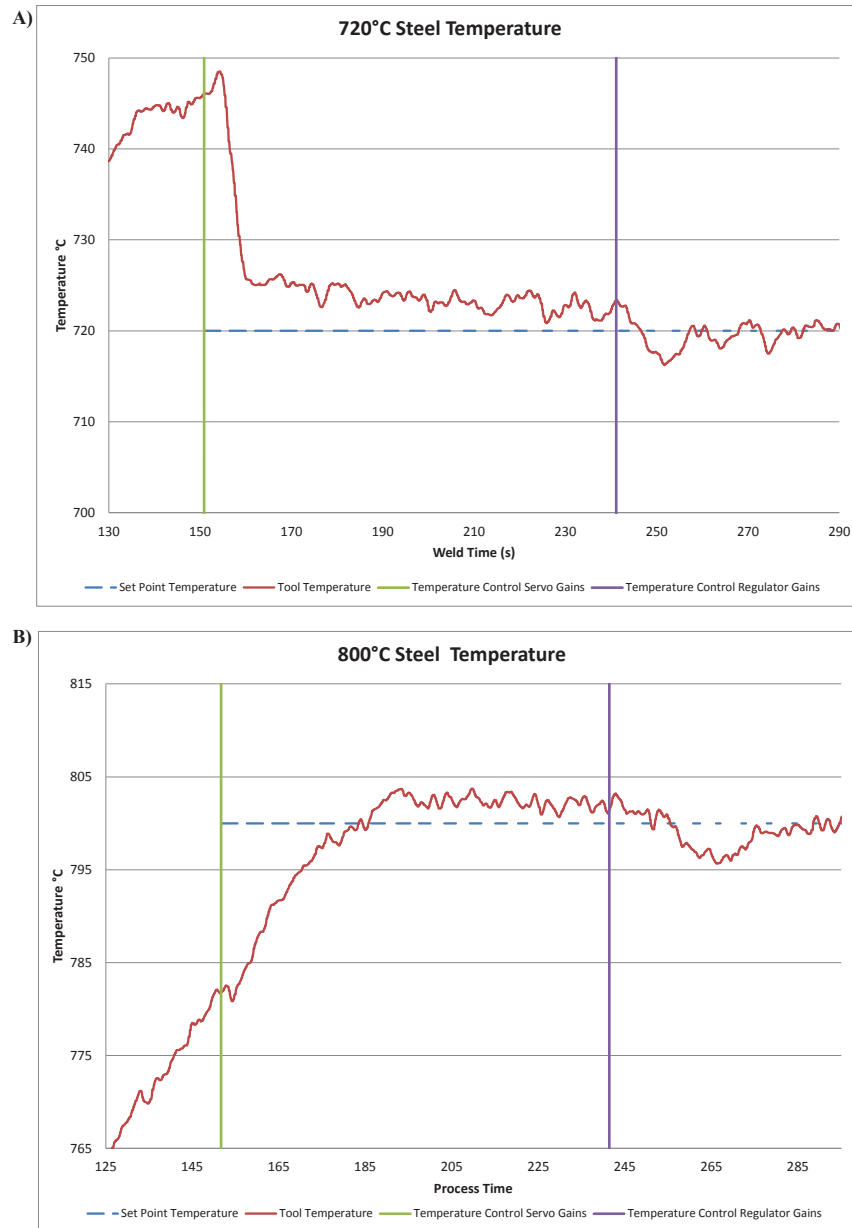 A)
720°C Steel Temperature
750
740
730
720
710
700
Temperature °C
130 150 170 190 210 230 250 270 290
Weld Time (s)
Set Point Temperature Tool Temperature Temperature Control Servo Gains Temperature Control Regulator Gains
B)
800°C Steel Temperature
815
805
795
785
775
765
Temperature °C
125 145 165 185 205 225 245 265 285
Process Time
Set Point Temperature Tool Temperature Temperature Control Servo Gains Temperature Control Regulator Gains